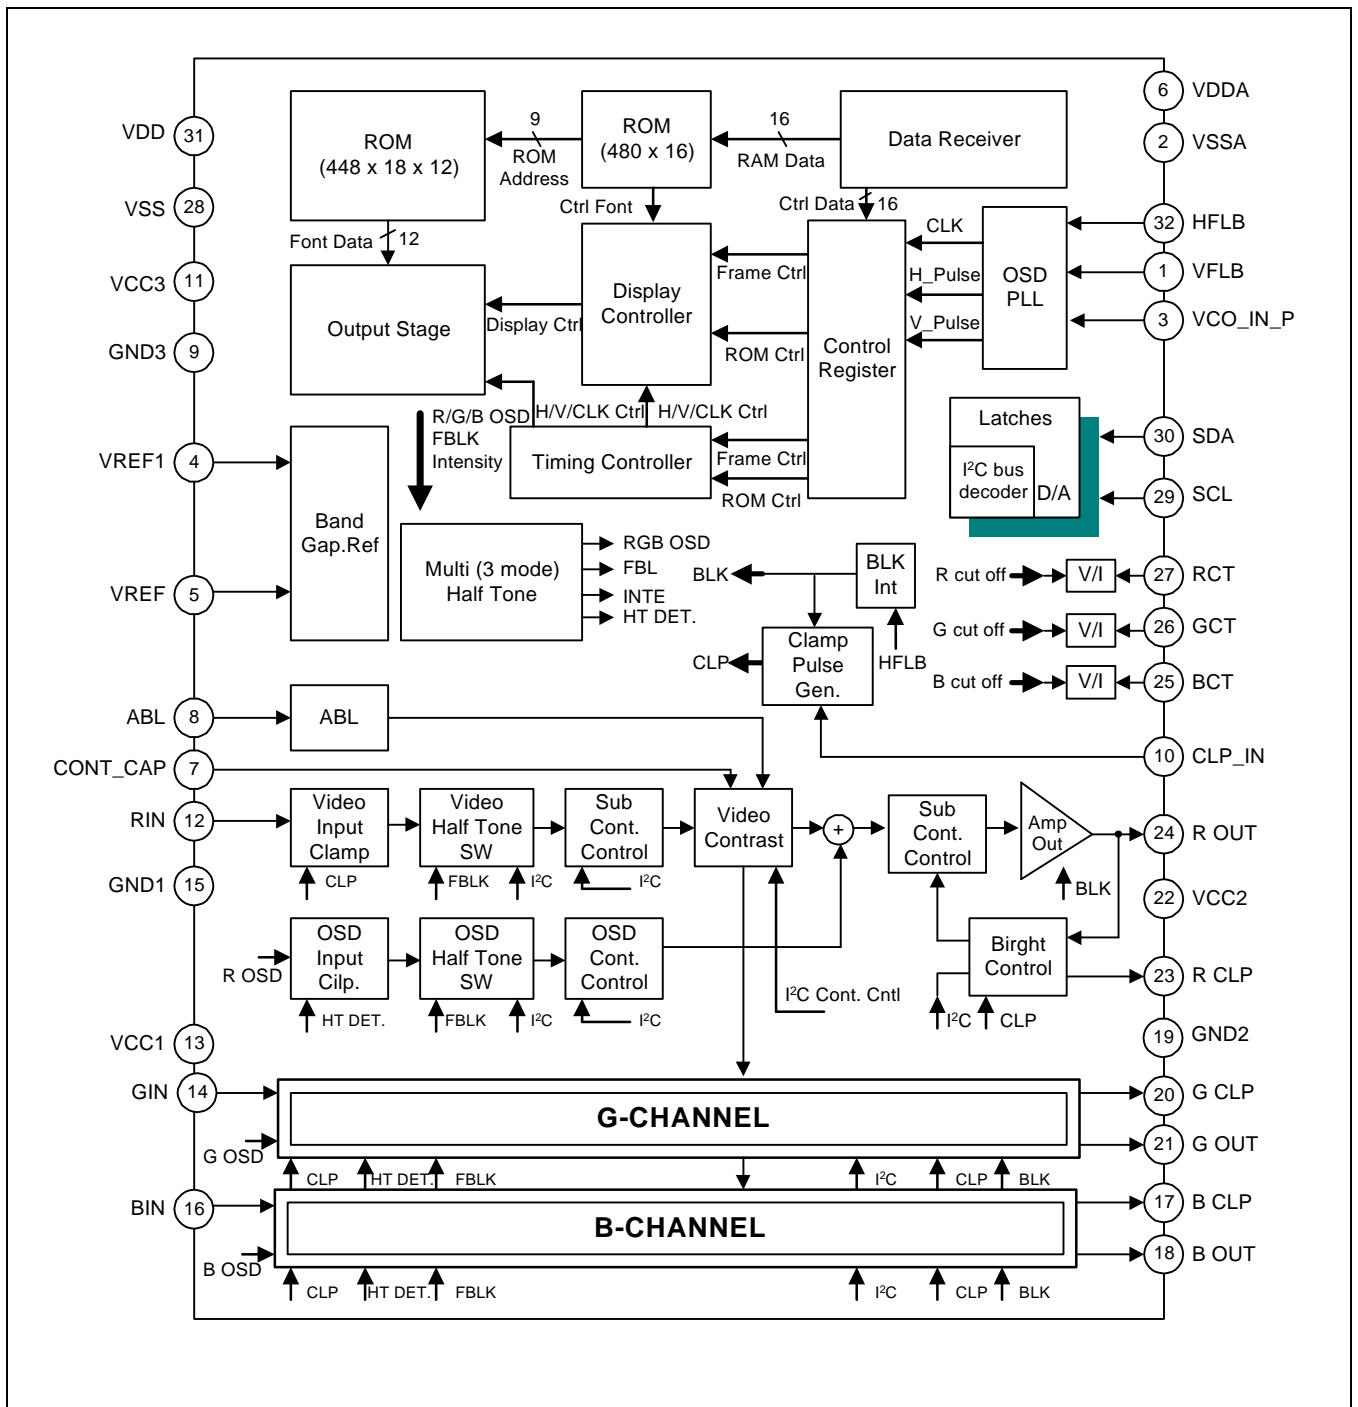 6 VDDA
VDD 31
ROM
(448 x 18 x 12)
9
ROM
Address
ROM
(480 x 16)
16
RAM Data
Data Receiver
2 VSSA
VSS 28
Ctrl Font
Ctrl Data 16
Font Data 12
CLK
32 HFLB
VCC3 11
Output Stage
Display Ctrl
Display
Controller
Frame Ctrl
ROM Ctrl
Control
Register
H_Pulse
V_Pulse
OSD
PLL
1 VFLB
3 VCO_IN_P
GND3 9
R/G/B OSD
FBLK
Intensity
H/V/CLK Ctrl
H/V/CLK Ctrl
Timing Controller
Frame Ctrl
ROM Ctrl
Latches
I²C bus
decoder
D/A
30 SDA
29 SCL
VREF1 4
Band
Gap.Ref
VREF 5
Multi (3 mode)
Half Tone
RGB OSD
FBL
INTE
HT DET.
BLK
BLK
Int
HFLB
CLP
Clamp
Pulse
Gen.
R cut off V/I 27 RCT
G cut off V/I 26 GCT
B cut off V/I 25 BCT
ABL 8
ABL
CONT_CAP 7
10 CLP_IN
RIN 12
Video
Input
Clamp
Video
Half Tone
SW
Sub
Cont.
Control
Video
Contrast
+
Sub
Cont.
Control
Amp
Out
24 R OUT
CLP
FBLK
I²C
I²C
BLK
GND1 15
22 VCC2
R OSD
OSD
Input
Cilp.
OSD
Half Tone
SW
OSD
Cont.
Control
I²C Cont. Cntl
Birght
Control
23 R CLP
HT DET.
FBLK
I²C
I²C
I²C
CLP
VCC1 13
19 GND2
GIN 14
G-CHANNEL
20 G CLP
G OSD
21 G OUT
CLP HT DET. FBLK I²C CLP BLK
BIN 16
B-CHANNEL
17 B CLP
B OSD
18 B OUT
CLP HT DET. FBLK I²C CLP BLK